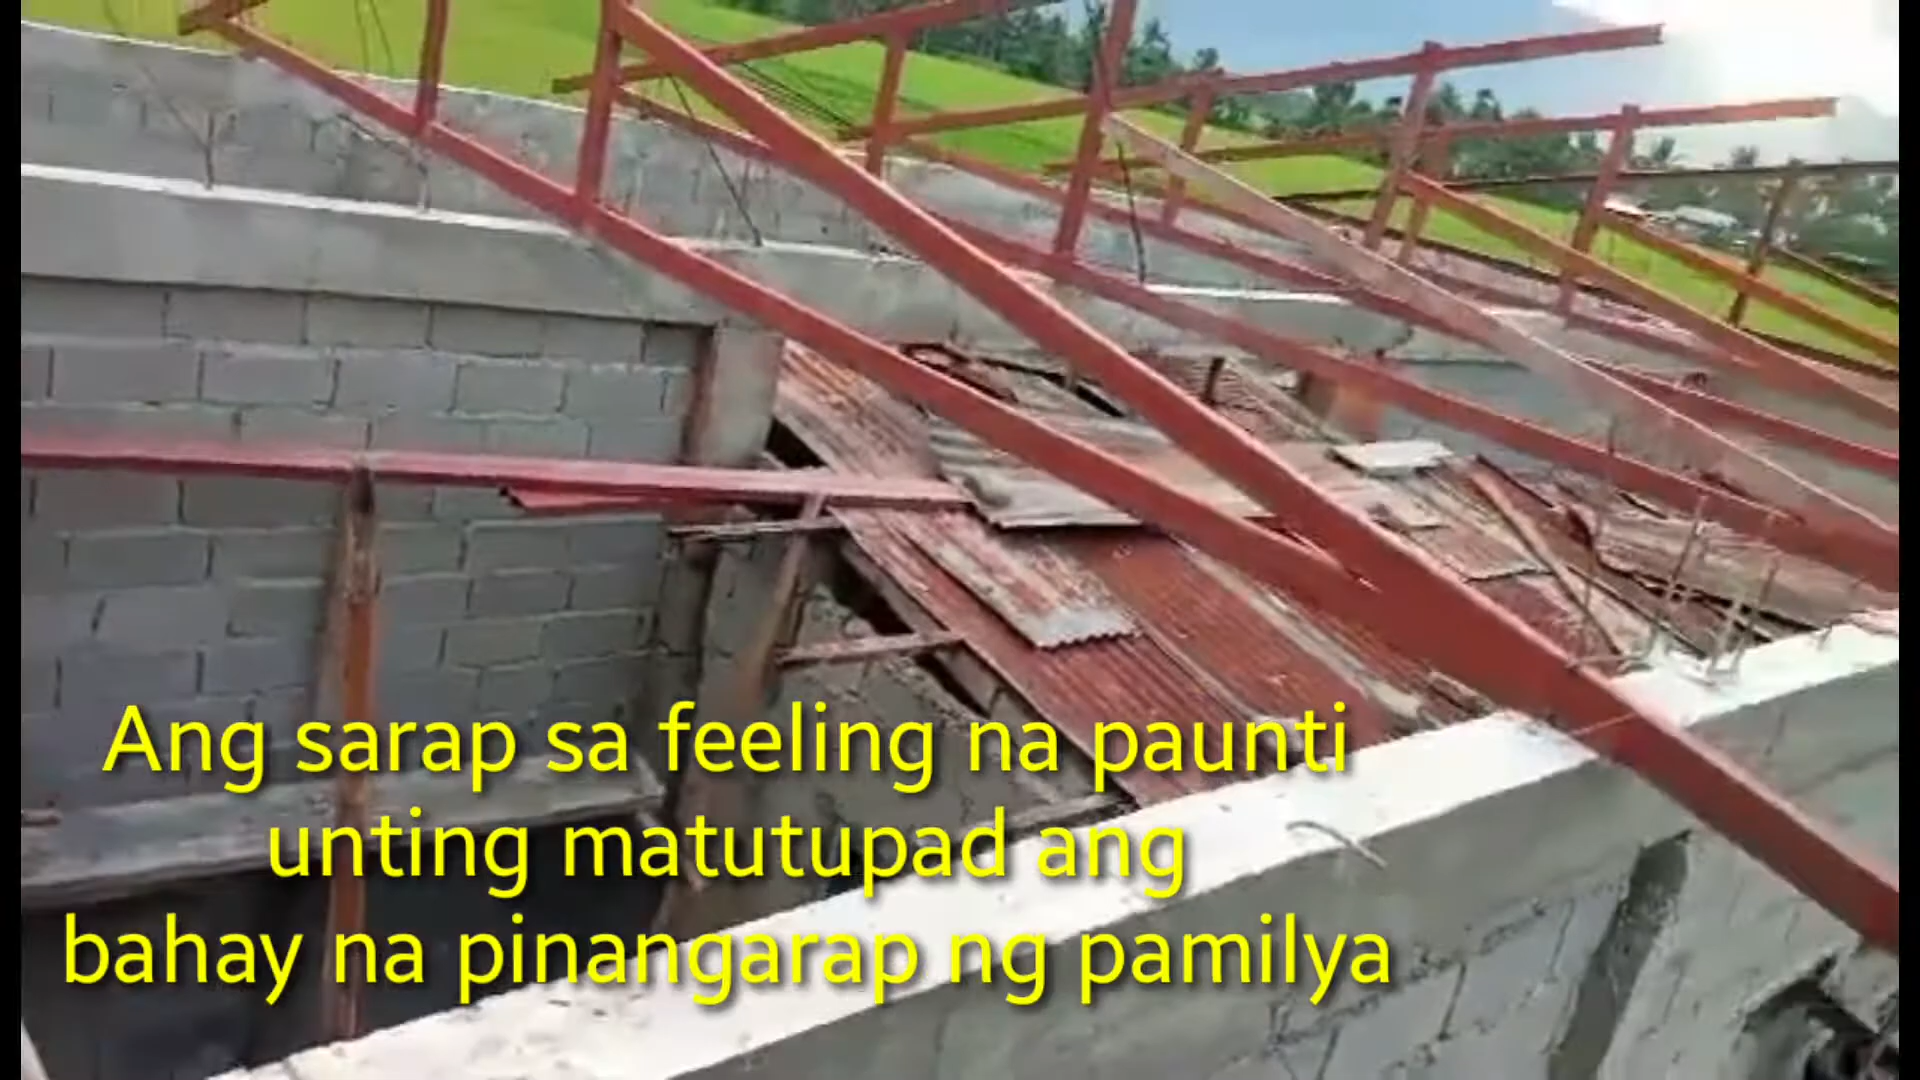 Ang sarap sa feeling na paunti
unting matutupad ang
bahay na pinangarap ng pamilya